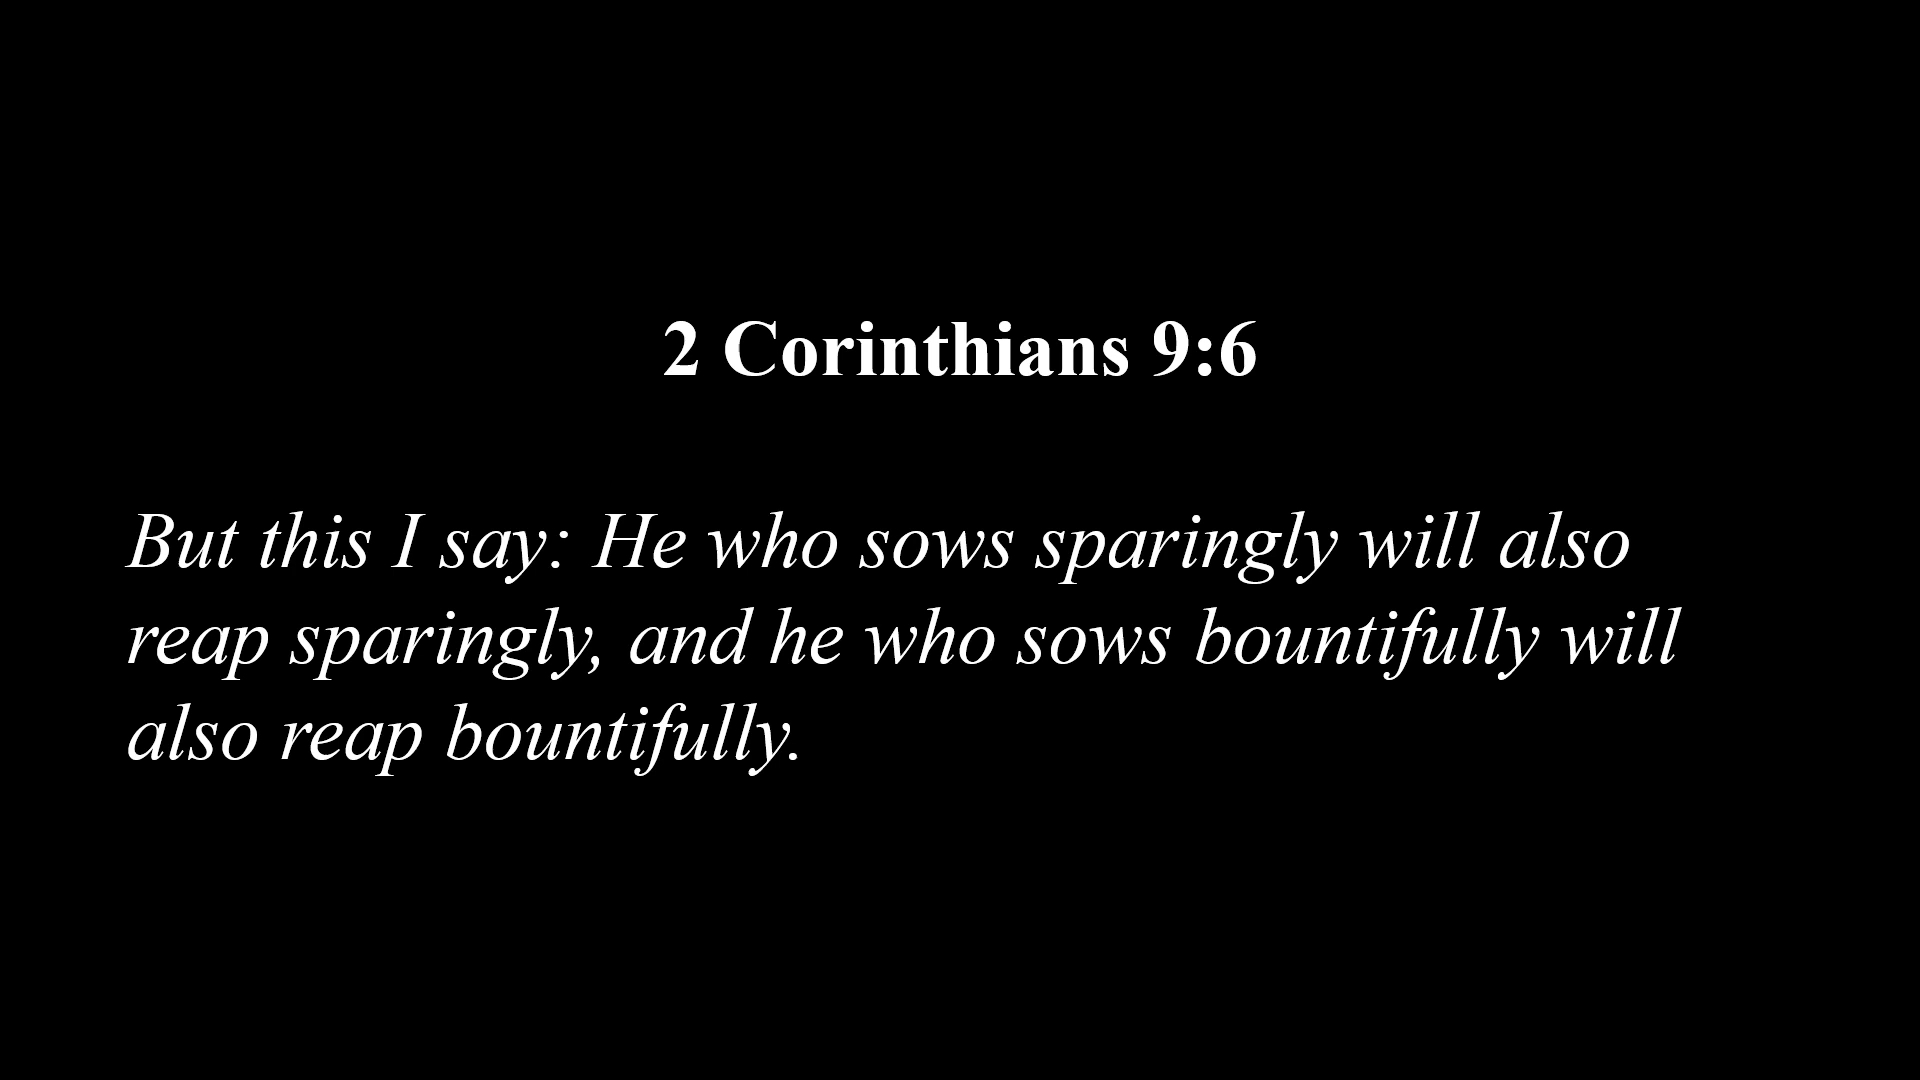 2 Corinthians 9:6
But this I say: He who sows sparingly will also
reap sparingly, and he who sows bountifully will
also reap bountifully.